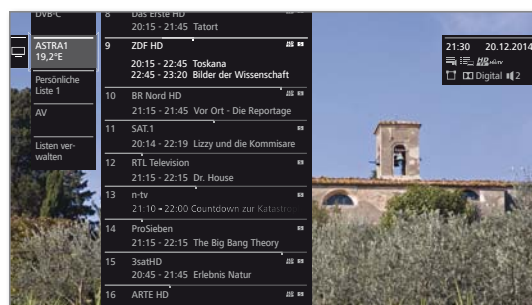 DVB-C
ASTRA1
19,2°E
Persönliche
Liste 1
AV
Listen ver-
walten
8 Das Erste HD
20:15 - 21:45 Tatort
9 ZDF HD
20:15 - 22:45 Toskana
22:45 - 23:20 Bilder der Wissenschaft
10 BR Nord HD
21:15 - 21:45 Vor Ort - Die Reportage
11 SAT.1
20:14 - 22:19 Lizzy und die Kommisare
12 RTL Television
21:15 - 22:15 Dr. House
13 n-tv
21:10 - 22:00 Countdown zur Katastro
14 ProSieben
21:15 - 22:15 The Big Bang Theory
15 3satHD
20:45 - 21:45 Erlebnis Natur
16 ARTE HD
21:30 20.12.2014
Digital 2